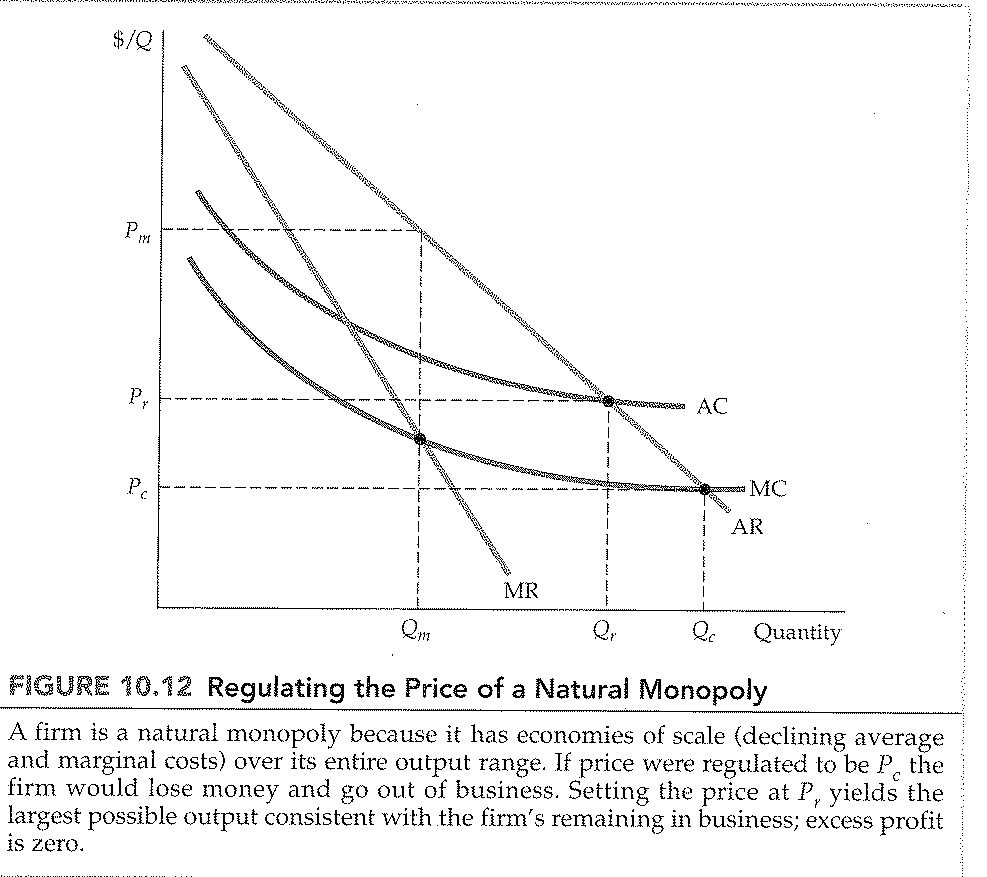 $/Q
Pm
Pr
Pc
AC
MC
AR
MR
Qm
Qr
Qc
Quantity
FIGURE 10.12 Regulating the Price of a Natural Monopoly
A firm is a natural monopoly because it has economies of scale (declining average
and marginal costs) over its entire output range. If price were regulated to be Pc the
firm would lose money and go out of business. Setting the price at Pr yields the
largest possible output consistent with the firm's remaining in business; excess profit
is zero.